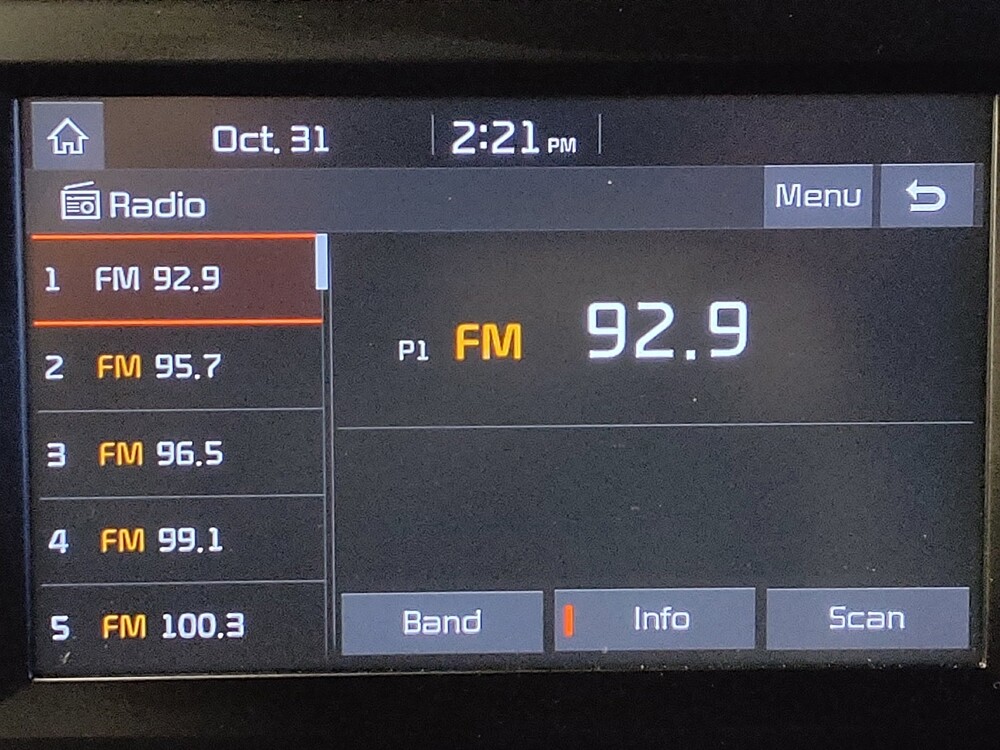 Oct. 31 2:21 PM
Radio Menu
1 FM 92.9
P1 FM 92.9
2 FM 95.7
3 FM 96.5
4 FM 99.1
5 FM 100.3
Band Info Scan